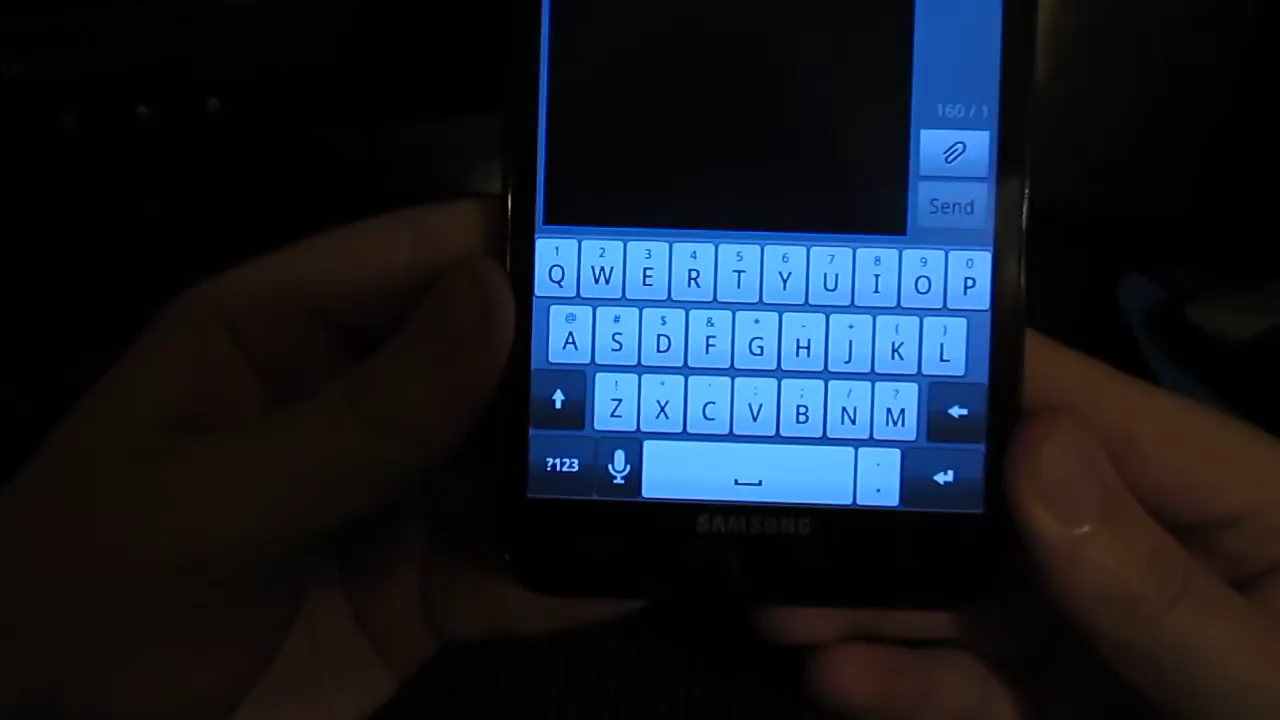 160 / 1
Send
1 2 3 4 5 6 7 8 9 0
Q W E R T Y U I O P
@ # $ & * - + ( )
A S D F G H J K L
! " ' : ; / ?
Z X C V B N M
?123 , .
SAMSUNG